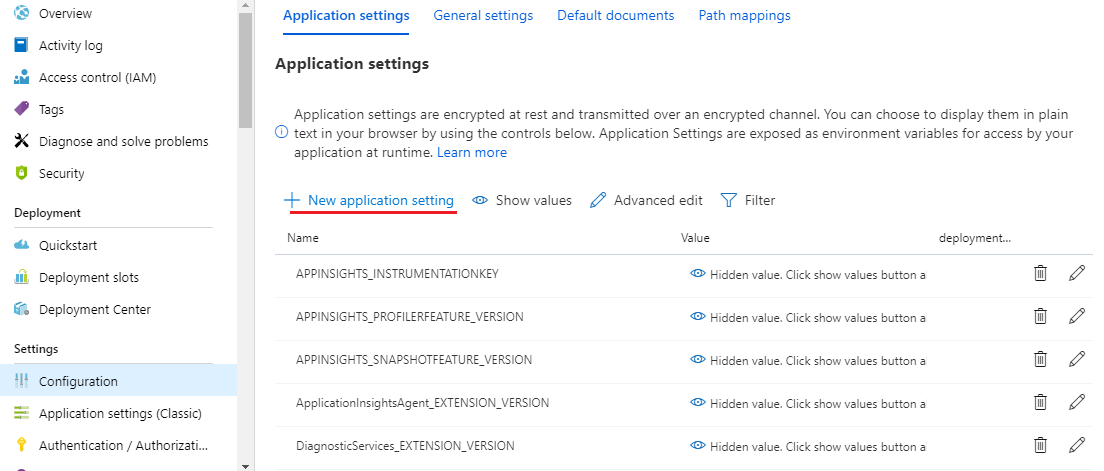 Overview
Activity log
Access control (IAM)
Tags
Diagnose and solve problems
Security
Deployment
Quickstart
Deployment slots
Deployment Center
Settings
Configuration
Application settings (Classic)
Authentication / Authorizati...
Application settings General settings Default documents Path mappings
Application settings
Application settings are encrypted at rest and transmitted over an encrypted channel. You can choose to display them in plain
text in your browser by using the controls below. Application Settings are exposed as environment variables for access by your
application at runtime. Learn more
New application setting Show values Advanced edit Filter
Name Value deployment...
APPINSIGHTS_INSTRUMENTATIONKEY Hidden value. Click show values button a
APPINSIGHTS_PROFILERFEATURE_VERSION Hidden value. Click show values button a
APPINSIGHTS_SNAPSHOTFEATURE_VERSION Hidden value. Click show values button a
ApplicationInsightsAgent_EXTENSION_VERSION Hidden value. Click show values button a
DiagnosticServices_EXTENSION_VERSION Hidden value. Click show values button a